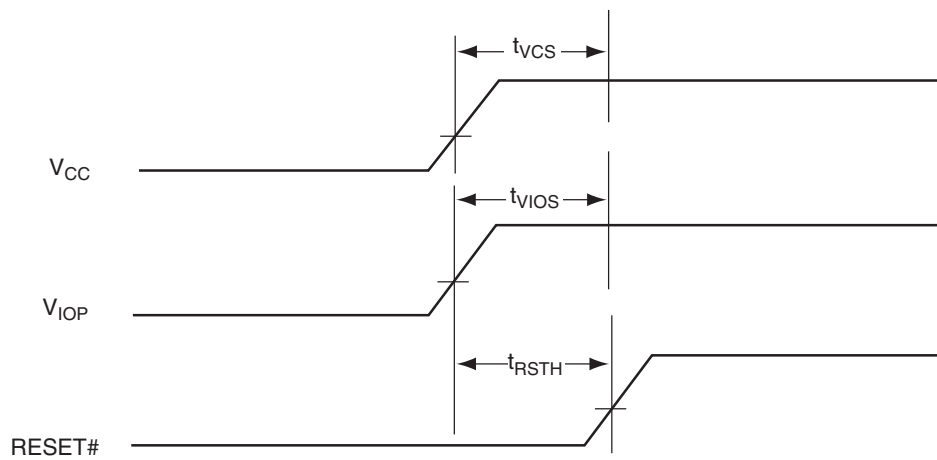 tVCS
VCC
tVIOS
VIOP
tRSTH
RESET#